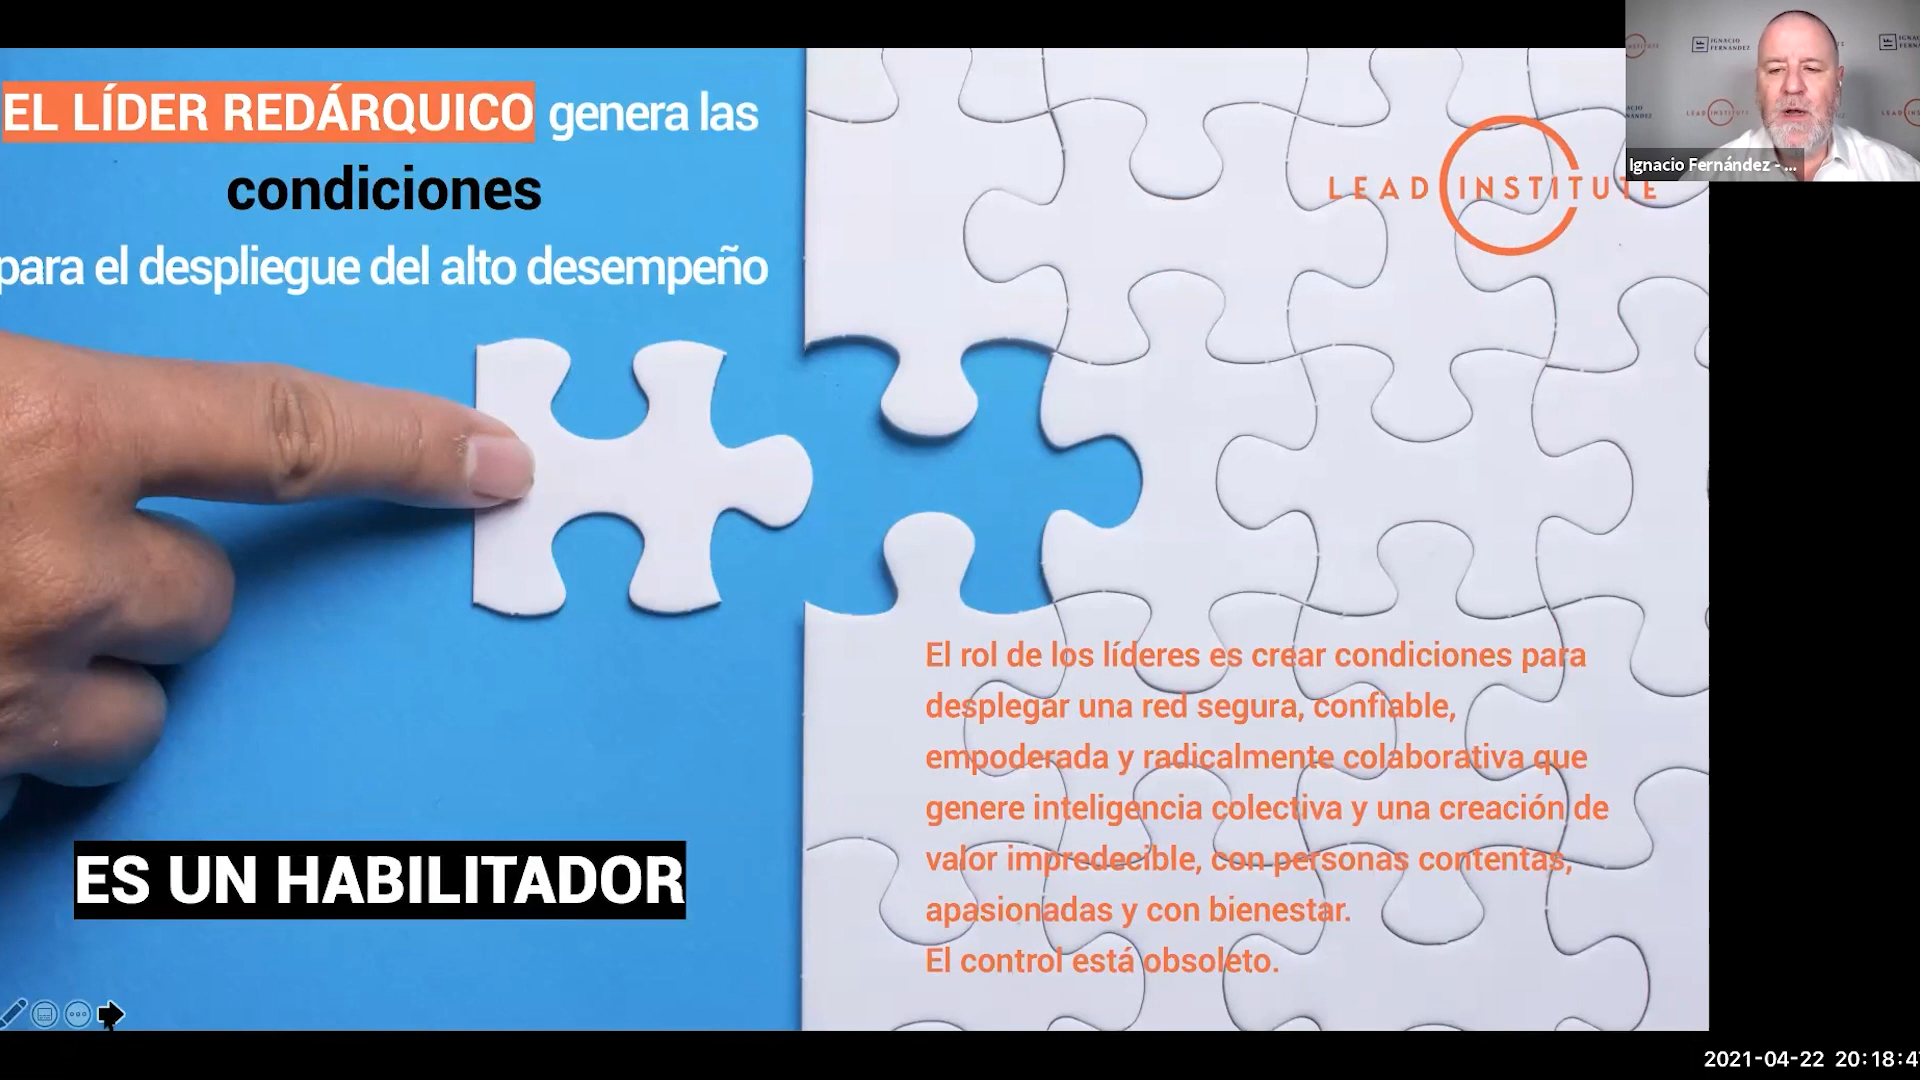 EL LÍDER REDÁRQUICO genera las
condiciones
para el despliegue del alto desempeño
LEAD INSTITUTE
IGNACIO
FERNÁNDEZ
Ignacio Fernández - ...
El rol de los líderes es crear condiciones para
desplegar una red segura, confiable,
empoderada y radicalmente colaborativa que
genere inteligencia colectiva y una creación de
valor impredecible, con personas contentas,
apasionadas y con bienestar.
El control está obsoleto.
ES UN HABILITADOR
2021-04-22 20:18:4